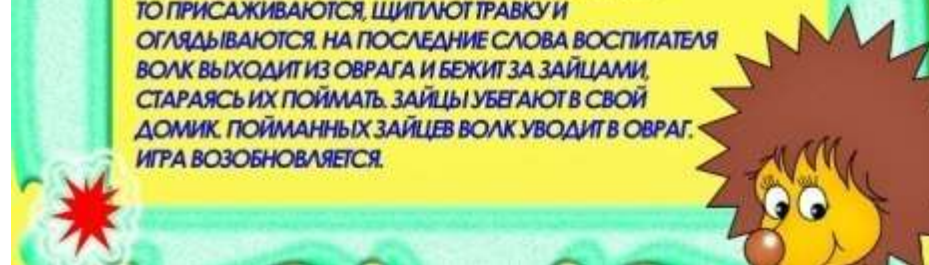 ТО ПРИСАЖИВАЮТСЯ, ЩИПЛЮТ ТРАВКУ И
ОГЛЯДЫВАЮТСЯ. НА ПОСЛЕДНИЕ СЛОВА ВОСПИТАТЕЛЯ
ВОЛК ВЫХОДИТ ИЗ ОВРАГА И БЕЖИТ ЗА ЗАЙЦАМИ,
СТАРАЯСЬ ИХ ПОЙМАТЬ. ЗАЙЦЫ УБЕГАЮТ В СВОЙ
ДОМИК. ПОЙМАННЫХ ЗАЙЦЕВ ВОЛК УВОДИТ В ОВРАГ.
ИГРА ВОЗОБНОВЛЯЕТСЯ.